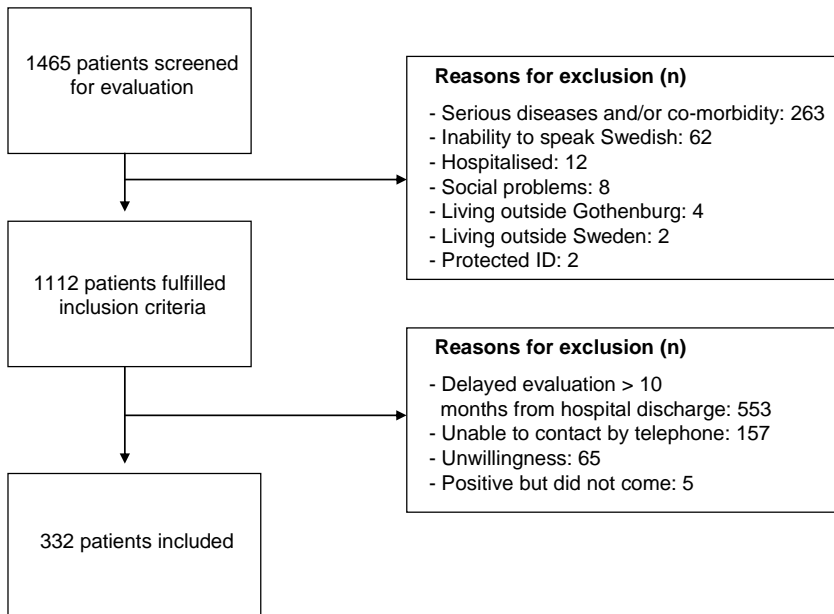 1465 patients screened
for evaluation
Reasons for exclusion (n)
- Serious diseases and/or co-morbidity: 263
- Inability to speak Swedish: 62
- Hospitalised: 12
- Social problems: 8
- Living outside Gothenburg: 4
- Living outside Sweden: 2
- Protected ID: 2
1112 patients fulfilled
inclusion criteria
Reasons for exclusion (n)
- Delayed evaluation > 10
months from hospital discharge: 553
- Unable to contact by telephone: 157
- Unwillingness: 65
- Positive but did not come: 5
332 patients included